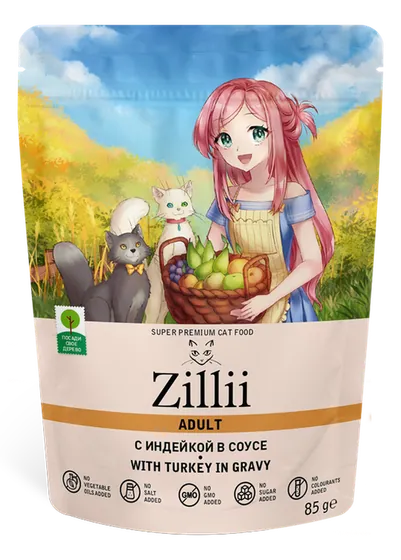 ПОСАДИ
СВОЕ
ДЕРЕВО
SUPER PREMIUM CAT FOOD
Zillii
ADULT
С ИНДЕЙКОЙ В СОУСЕ
•
WITH TURKEY IN GRAVY
NO
VEGETABLE
OILS ADDED
NO
SALT
ADDED
GMO
NO
GMO
ADDED
NO
SUGAR
ADDED
NO
COLOURANTS
ADDED
85 g℮